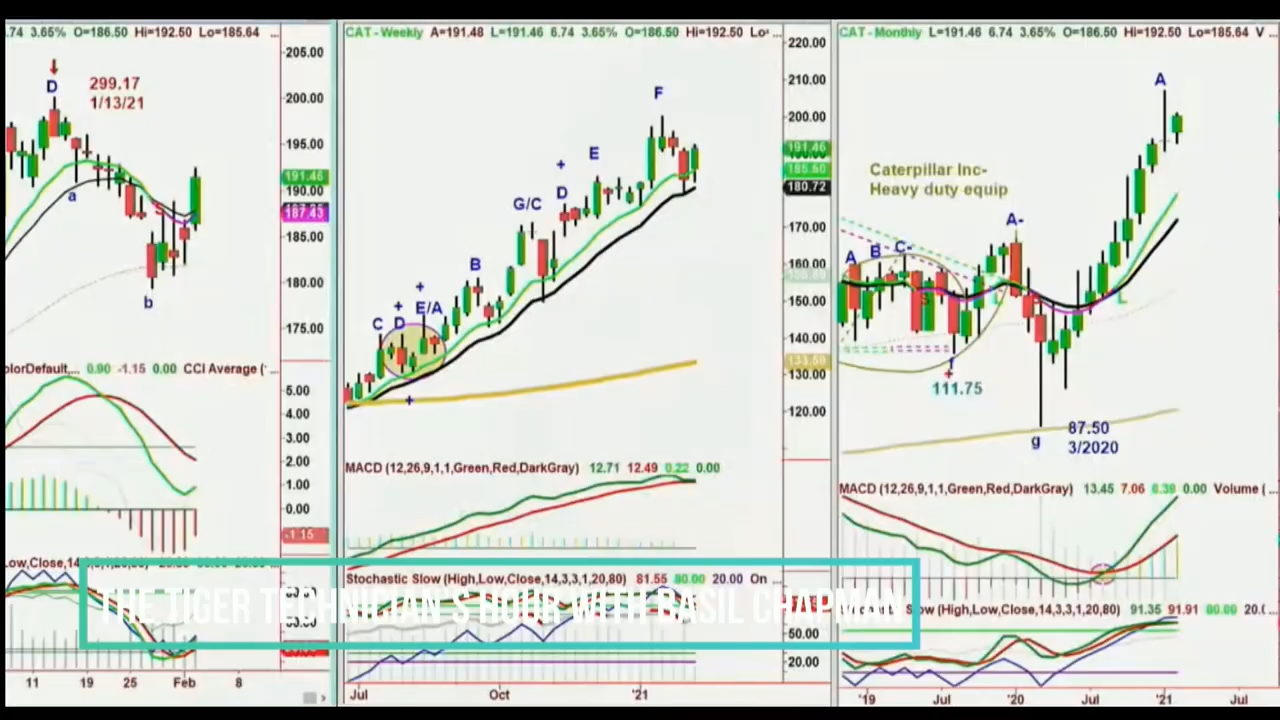 .74 3.65% O=186.50 Hi=192.50 Lo=185.64 ...
205.00
D
299.17
1/13/21
200.00
195.00
191.46
190.00
187.43
a
185.00
180.00
b
175.00
0.90 -1.15 0.00 CCI Average (
5.00
4.00
3.00
2.00
1.00
0.00
-1.15
ow,Close,14,3
11 19 25 Feb 8
CAT - Weekly A=191.48 L=191.46 6.74 3.65% O=186.50 Hi=192.50 Lo
220.00
210.00
F
200.00
E
191.46
+
180.72
D
G/C
170.00
B
160.00
+
150.00
+ E/A
C D
140.00
130.00
+
120.00
MACD (12,26,9,1,1,Green,Red,DarkGray) 12.71 12.49 0.22 0.00
Stochastic Slow (High,Low,Close,14,3,3,1,20,80) 81.55 80.00 20.00 On ...
50.00
20.00
Jul Oct '21
CAT - Monthly L=191.46 6.74 3.65% O=186.50 Hi=192.50 Lo=185.64 V ...
A
Caterpillar Inc-
Heavy duty equip
A-
A B C-
S L L
+
111.75
87.50
3/2020
g
MACD (12,26,9,1,1,Green,Red,DarkGray) 13.45 7.06 6.39 0.00 Volume ( ...
Slow (High,Low,Close,14,3,3,1,20,80) 91.35 91.91 80.00 20.0 ...
'19 Jul '20 Jul '21 Jul
THE TIGER TECHNICIAN'S HOUR WITH BASIL CHAPMAN